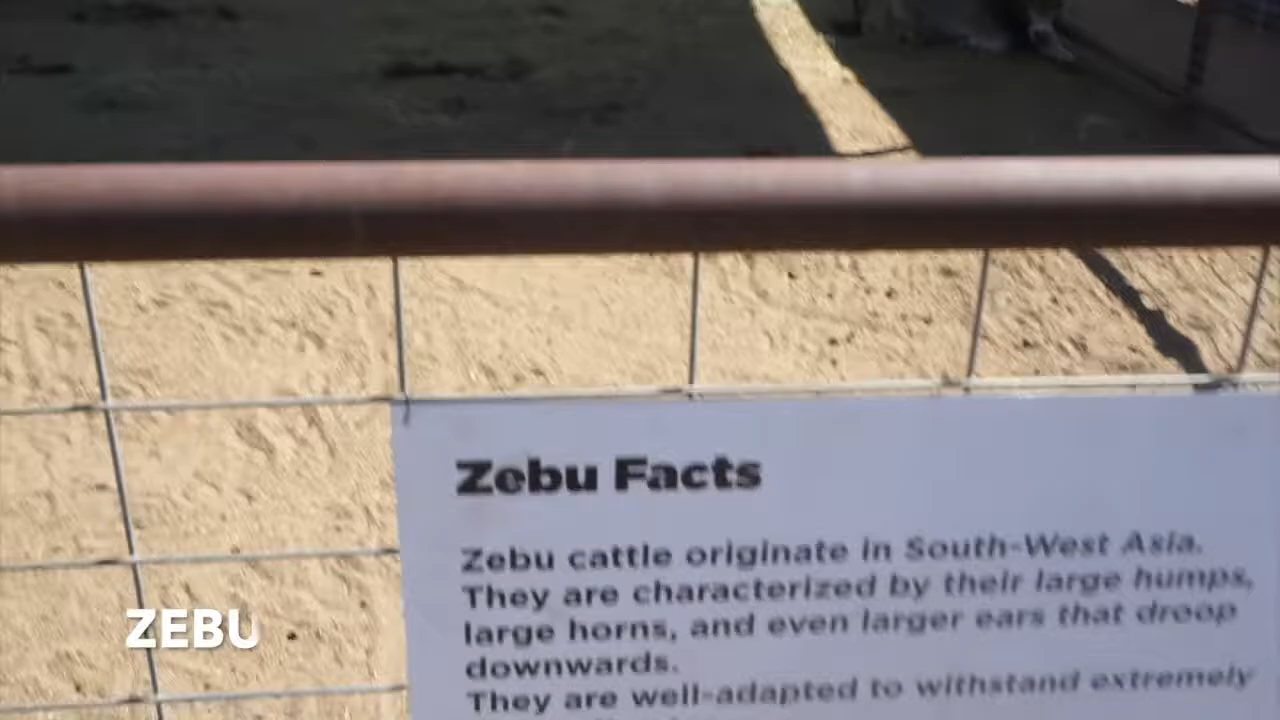 Zebu Facts
Zebu cattle originate in South-West Asia.
They are characterized by their large humps,
large horns, and even larger ears that droop
downwards.
They are well-adapted to withstand extremely
ZEBU